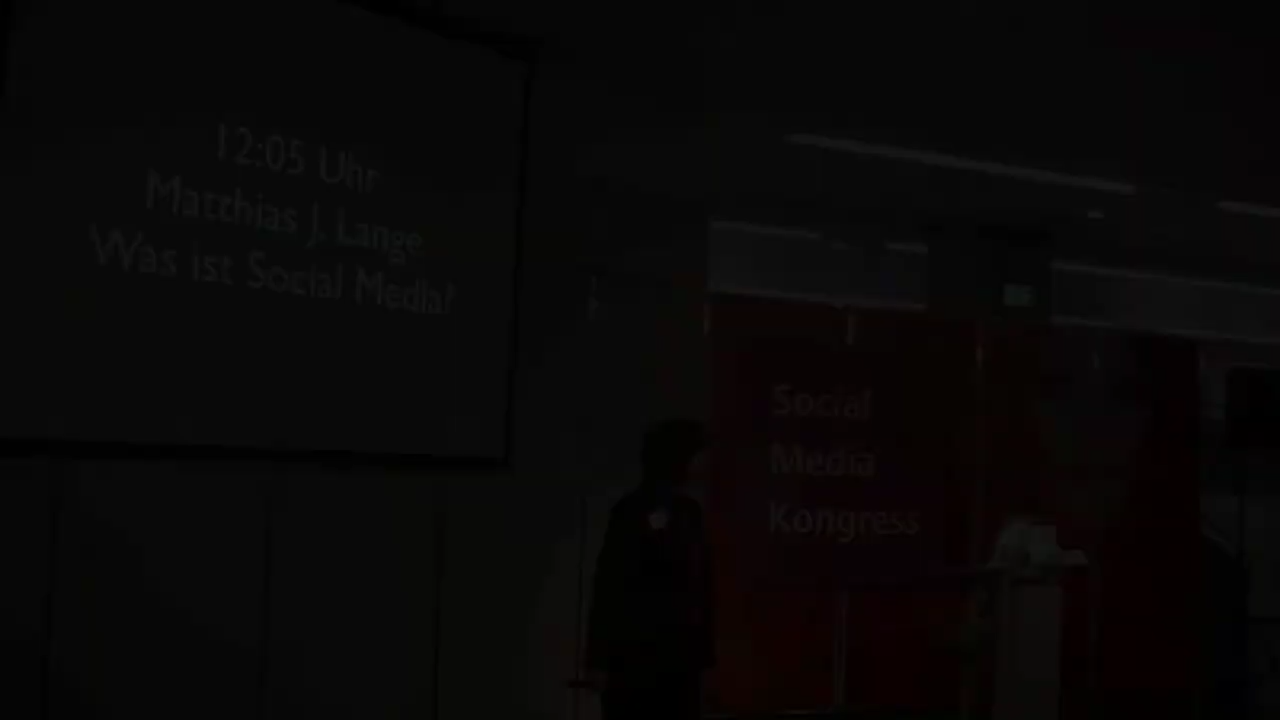 12:05 Uhr
Matthias J. Lange
Was ist Social Media?
Social
Media
Kongress